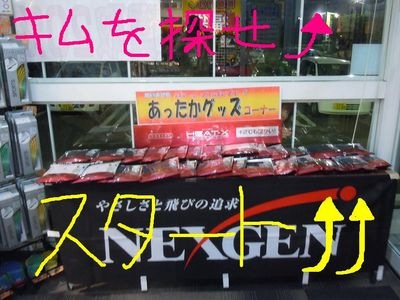 キムを探せ
あったかグッズ
コーナー
HEAT-X
やさしさと飛びの追求
スタート
NEXGEN